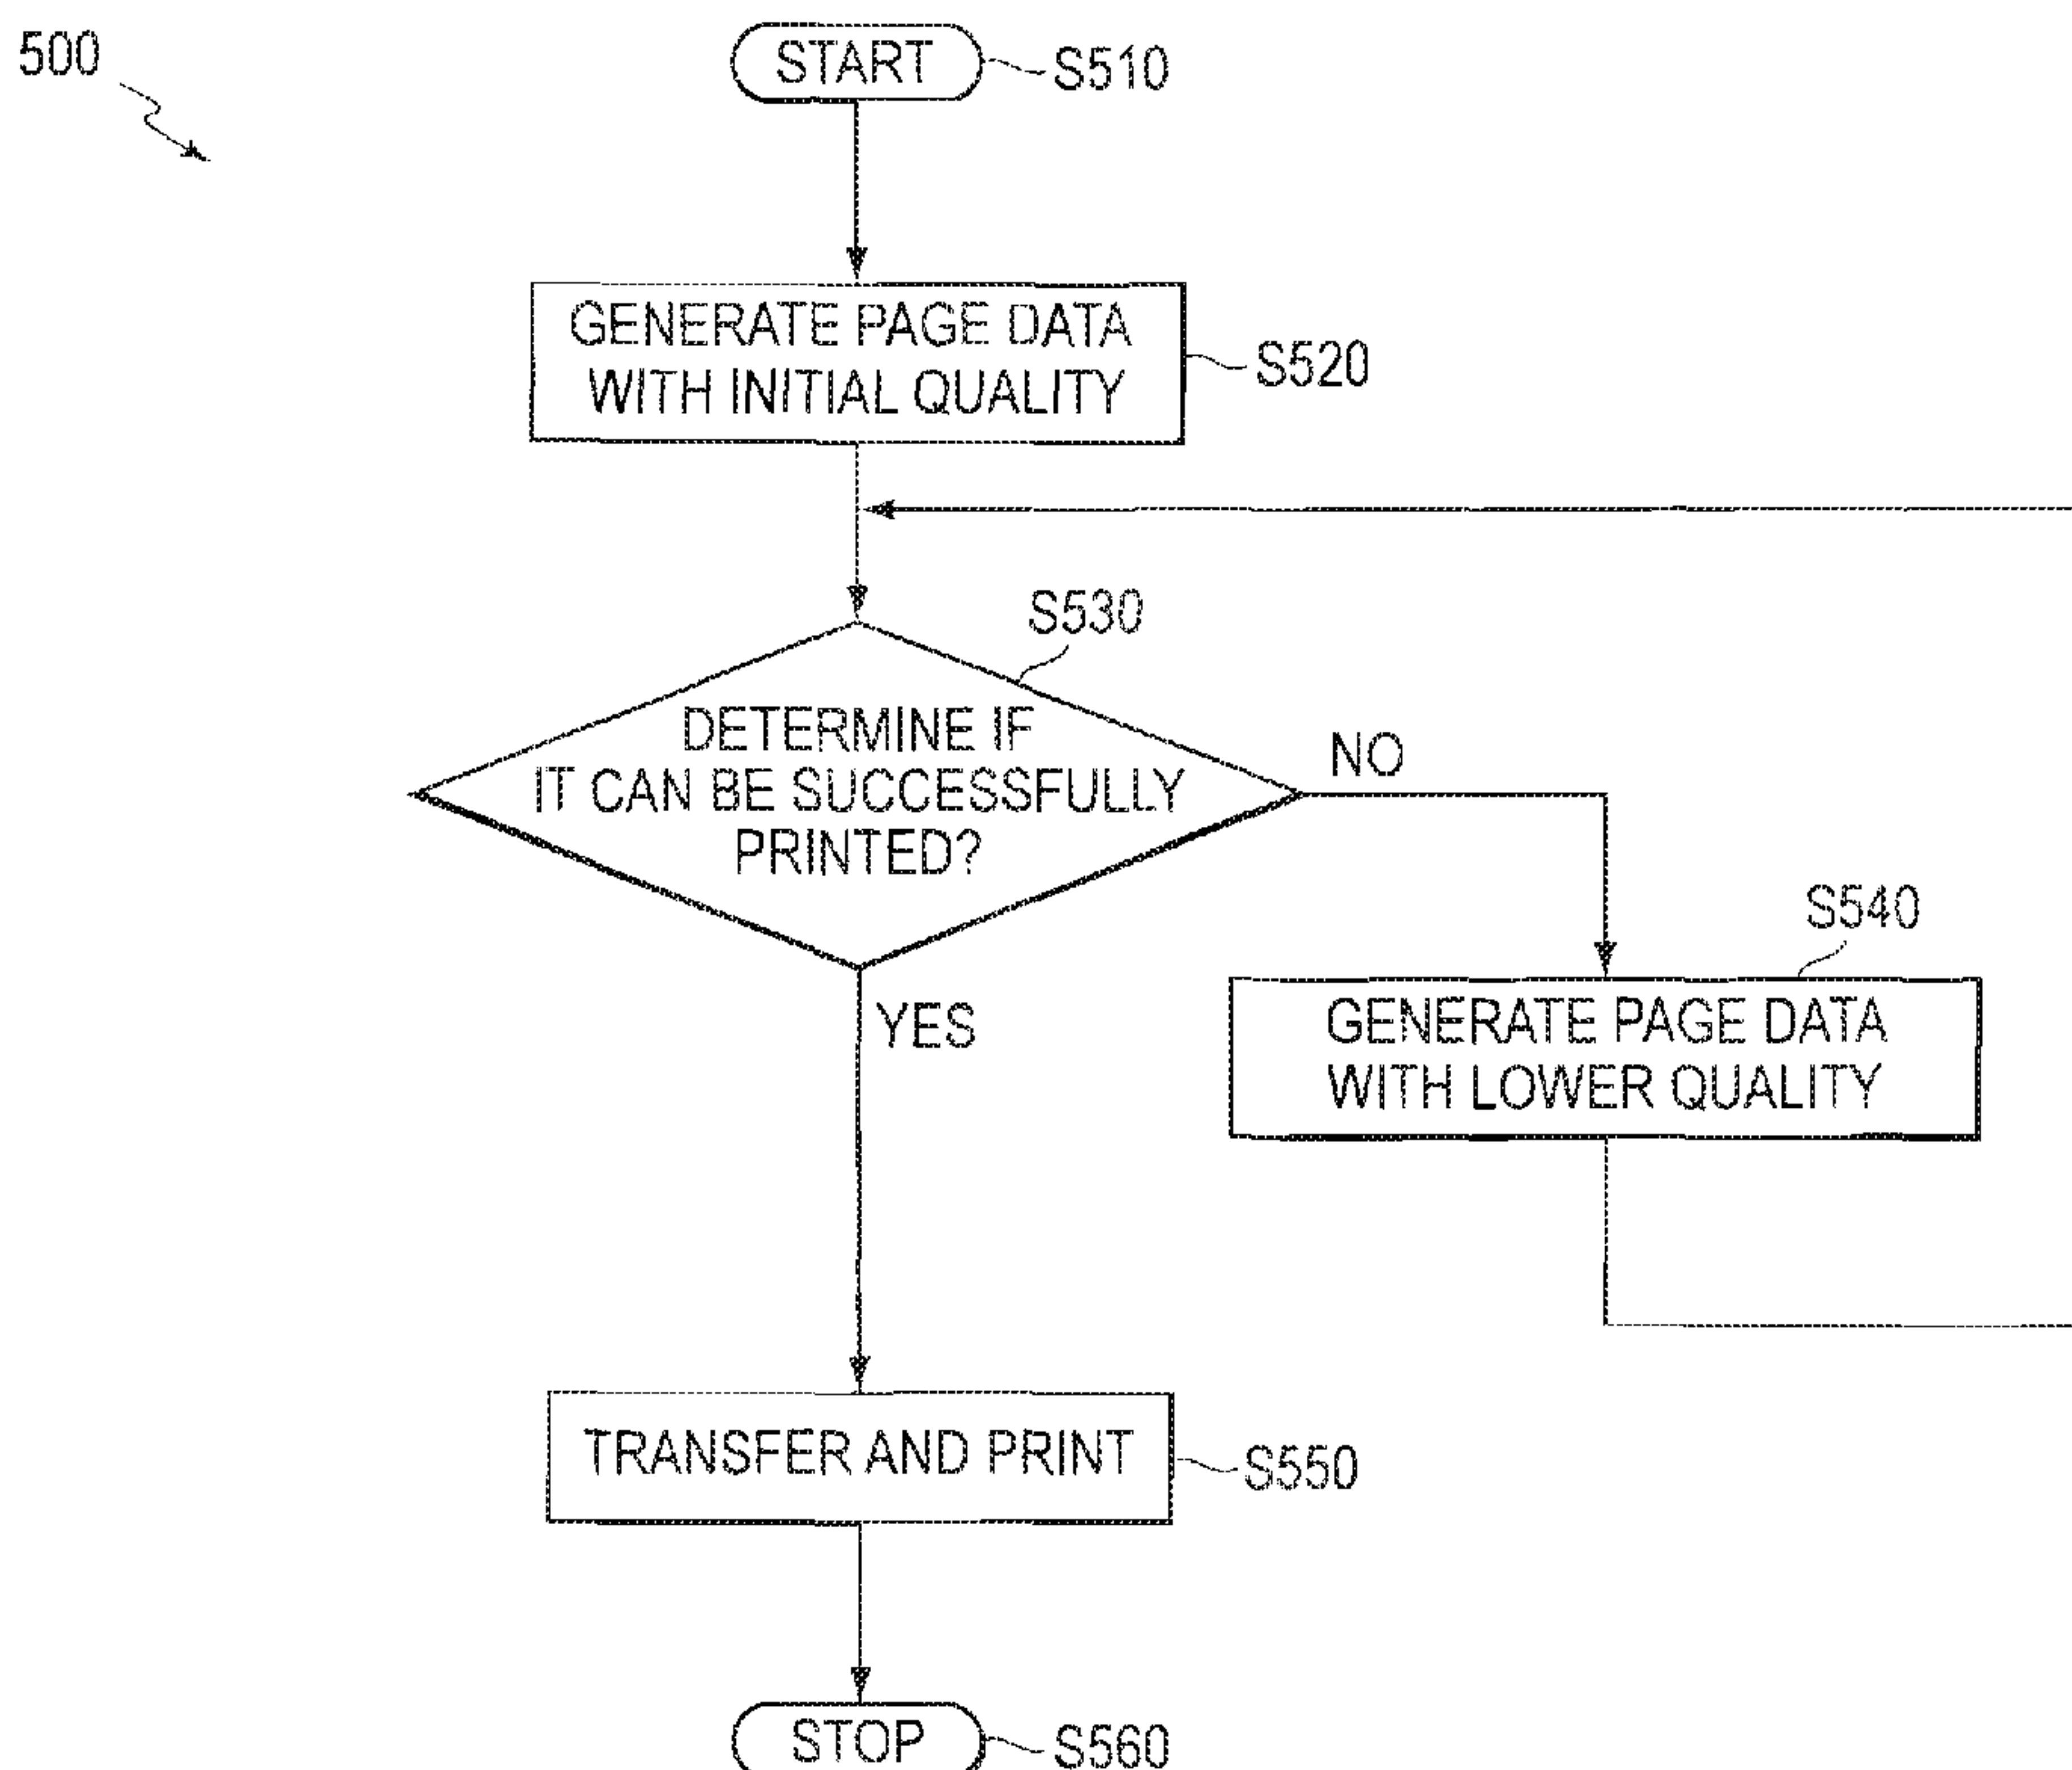 500
START
S510
GENERATE PAGE DATA
WITH INITIAL QUALITY
S520
S530
DETERMINE IF
IT CAN BE SUCCESSFULLY
PRINTED?
NO
S540
YES
GENERATE PAGE DATA
WITH LOWER QUALITY
TRANSFER AND PRINT
S550
STOP
S560